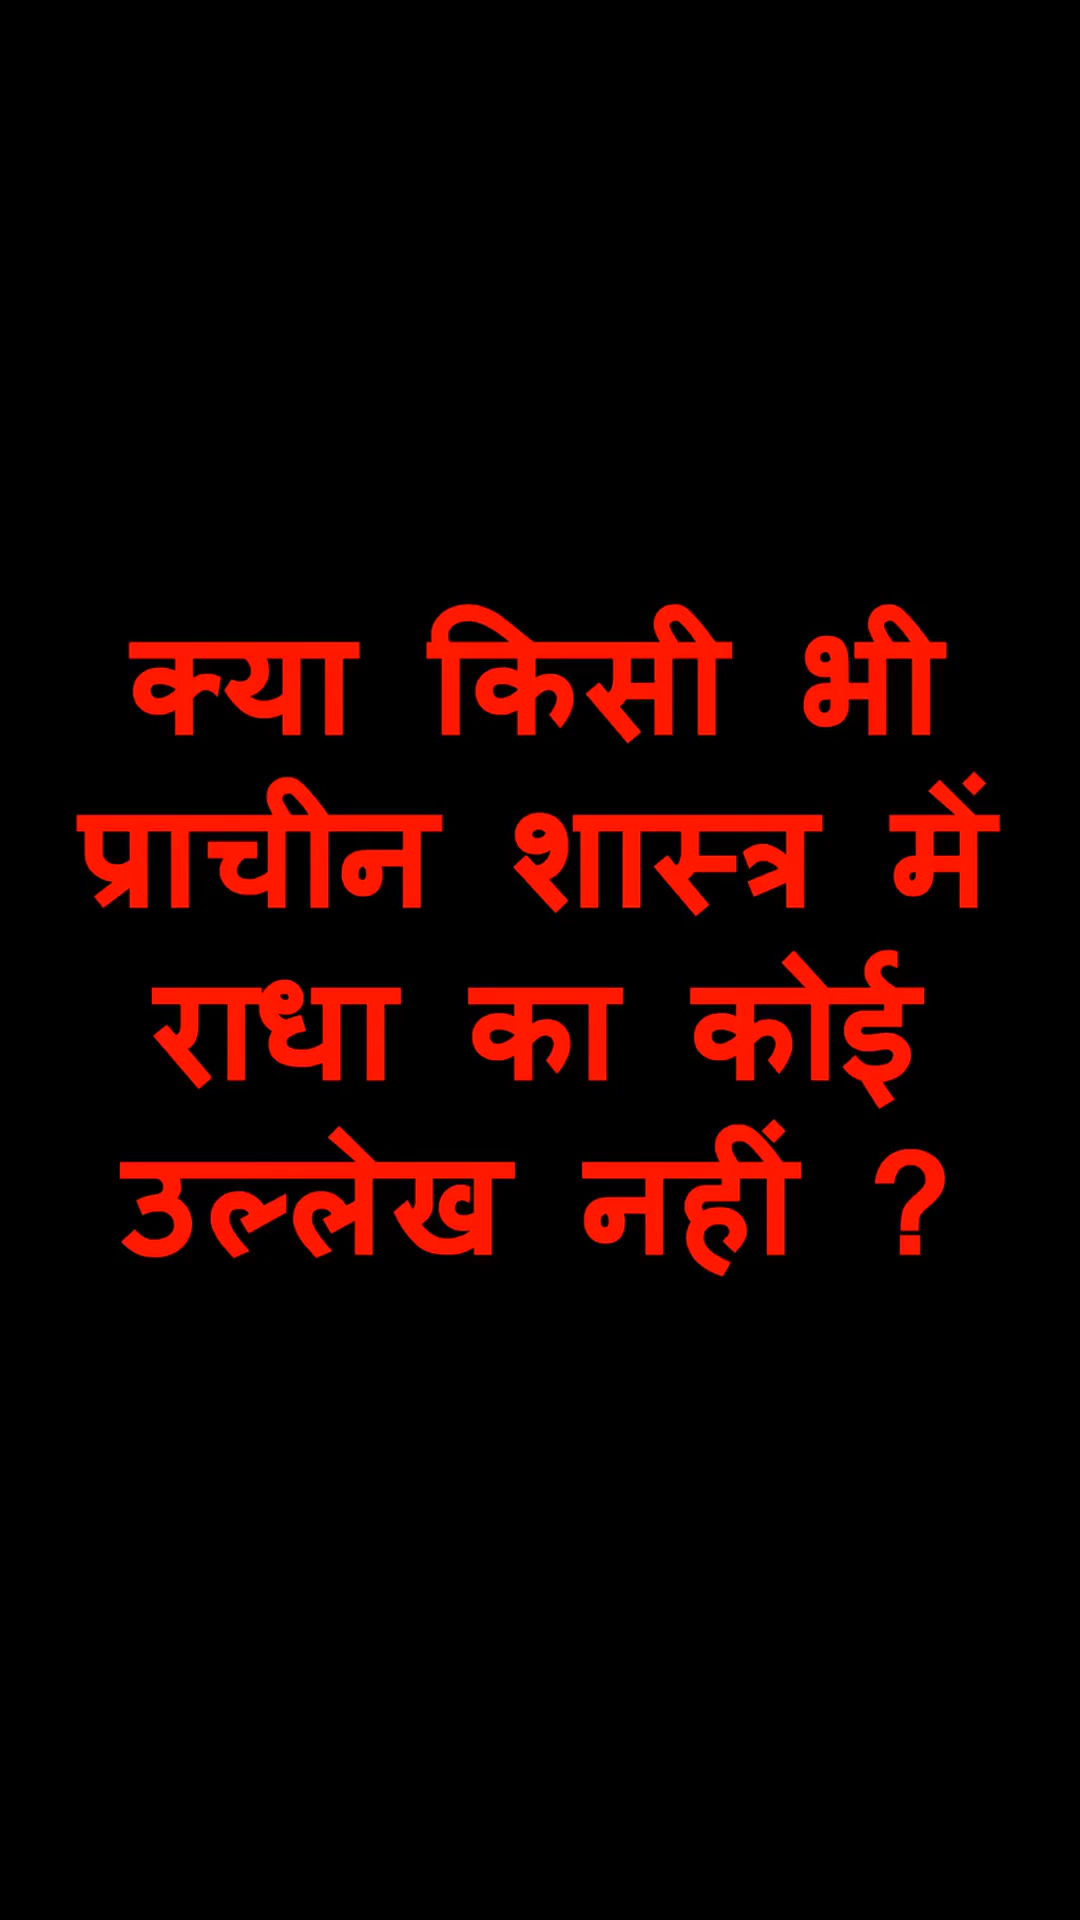 क्या किसी भी
प्राचीन शास्त्र में
राधा का कोई
उल्लेख नहीं ?